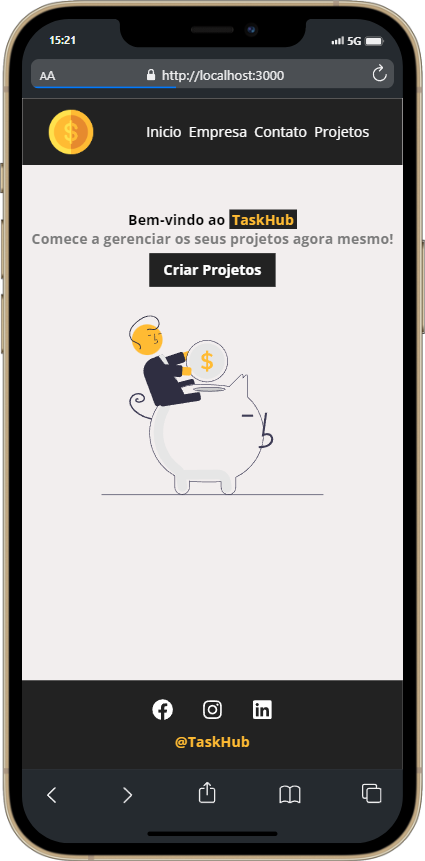 15:21
5G
AA
http://localhost:3000
$
Inicio Empresa Contato Projetos
Bem-vindo ao TaskHub
Comece a gerenciar os seus projetos agora mesmo!
Criar Projetos
$
@TaskHub